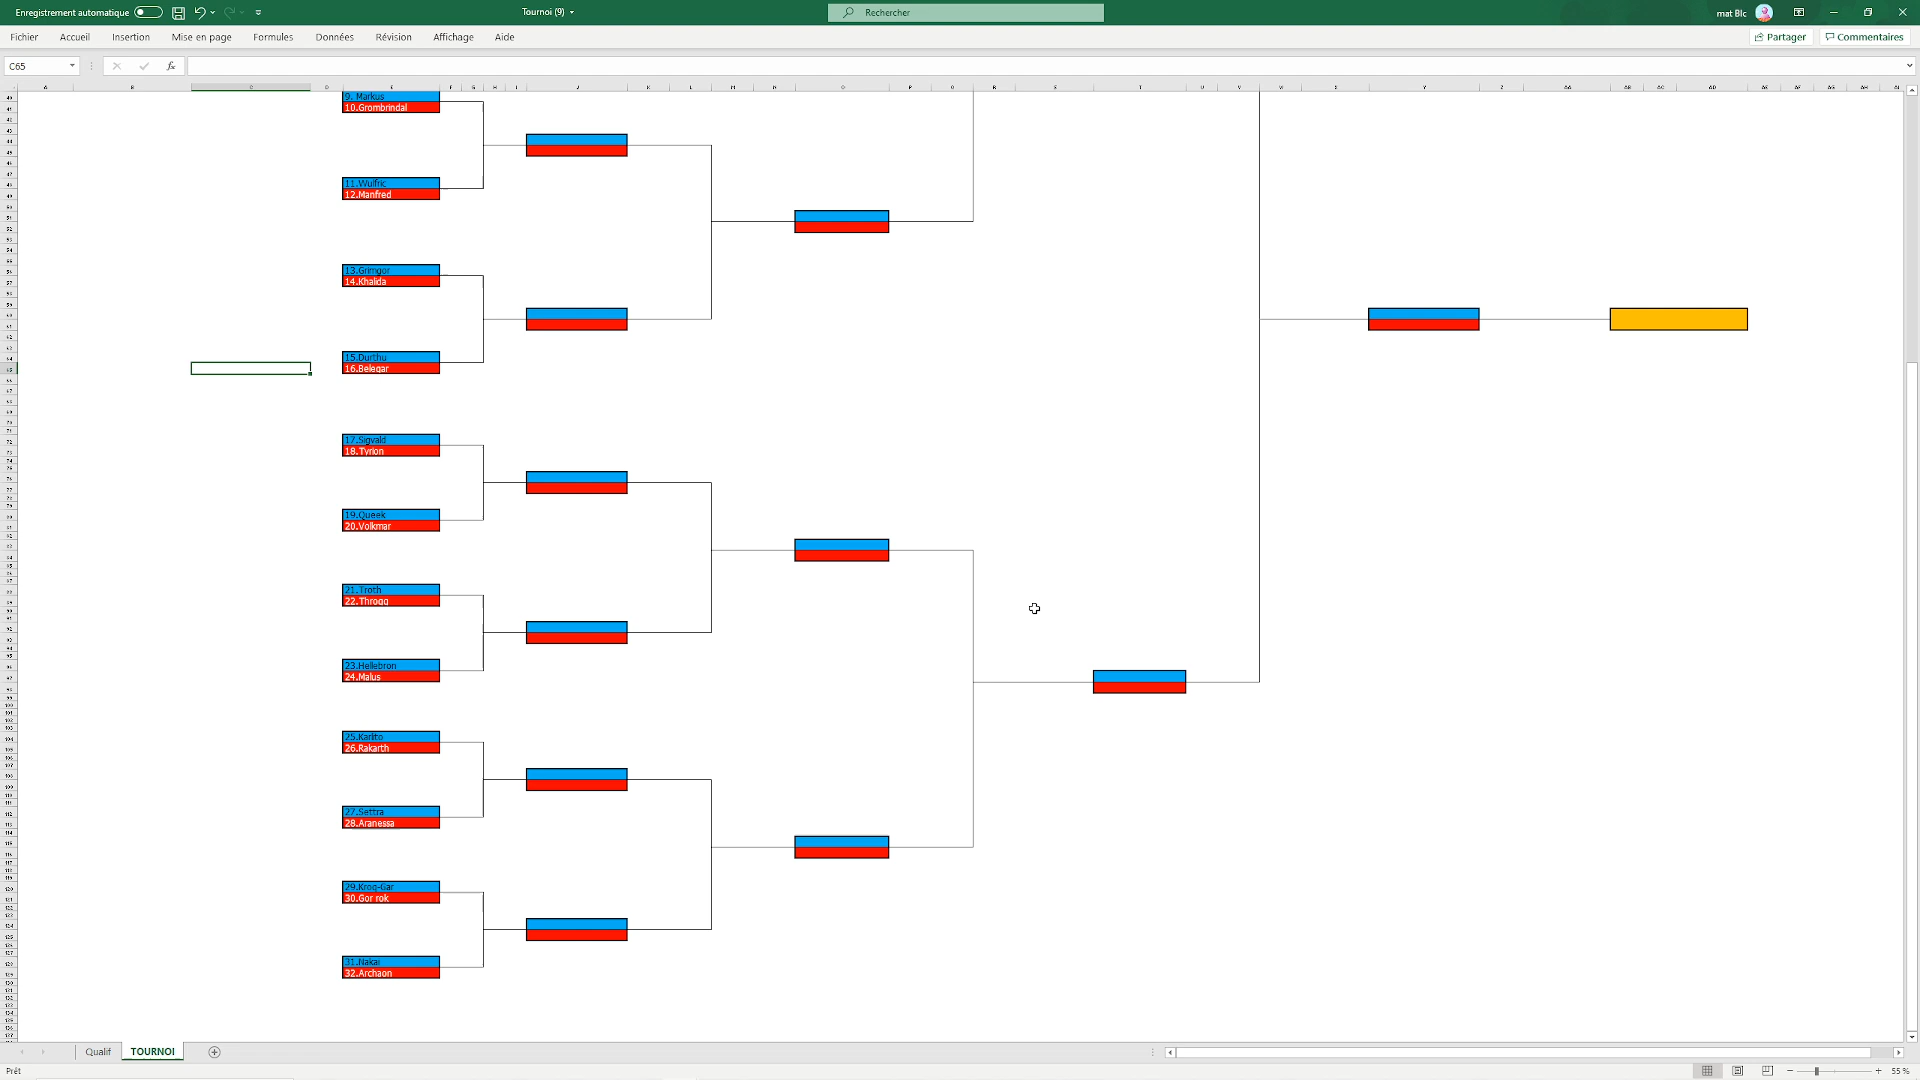 Enregistrement automatique
Tournoi (9)
Rechercher
mat Blc
Fichier Accueil Insertion Mise en page Formules Données Révision Affichage Aide
Partager Commentaires
C65
fx
9. Markus
10.Grombrindal
11.Wulfric
12.Manfred
13.Grimgor
14.Khalida
15.Durthu
16.Belegar
17.Sigvald
18.Tyrion
19.Queek
20.Volkmar
21.Troth
22.Throgg
23.Hellebron
24.Malus
25.Karlito
26.Rakarth
27.Settra
28.Aranessa
29.Kroq-Gar
30.Gor rok
31.Nakai
32.Archaon
Qualif TOURNOI
Prêt
55 %